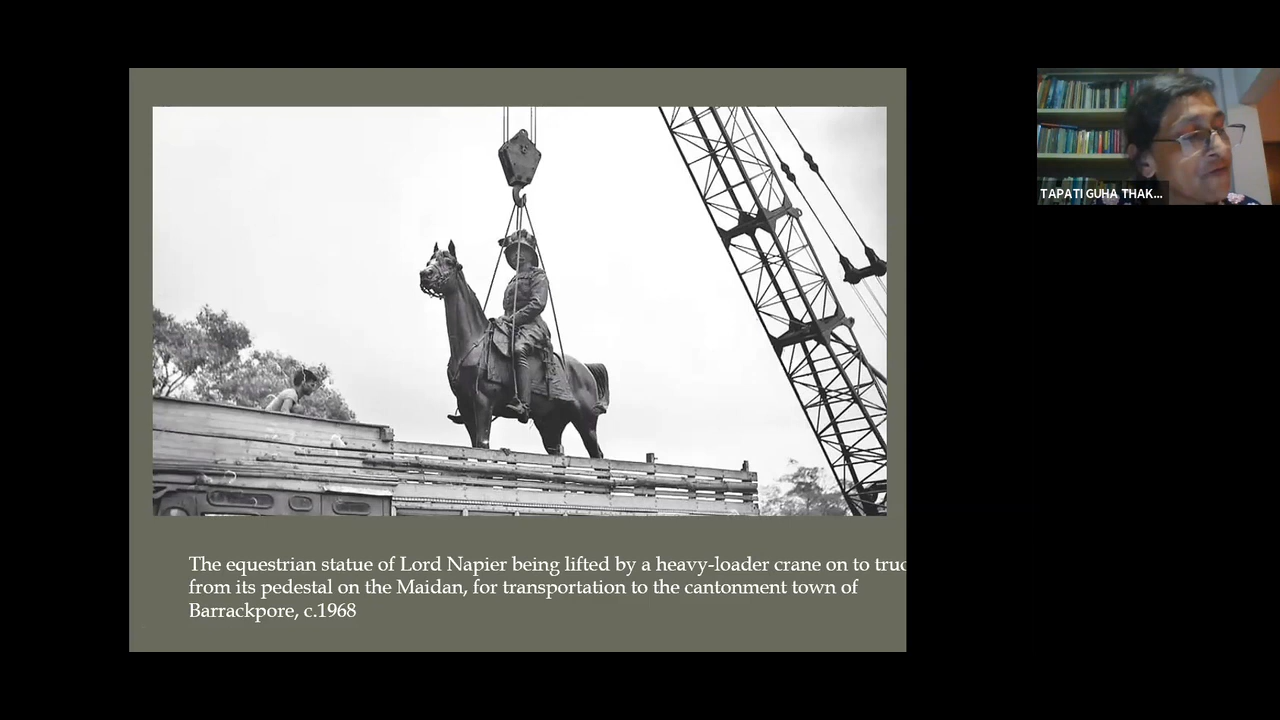 The equestrian statue of Lord Napier being lifted by a heavy-loader crane on to truc
from its pedestal on the Maidan, for transportation to the cantonment town of
Barrackpore, c.1968
TAPATI GUHA THAK...